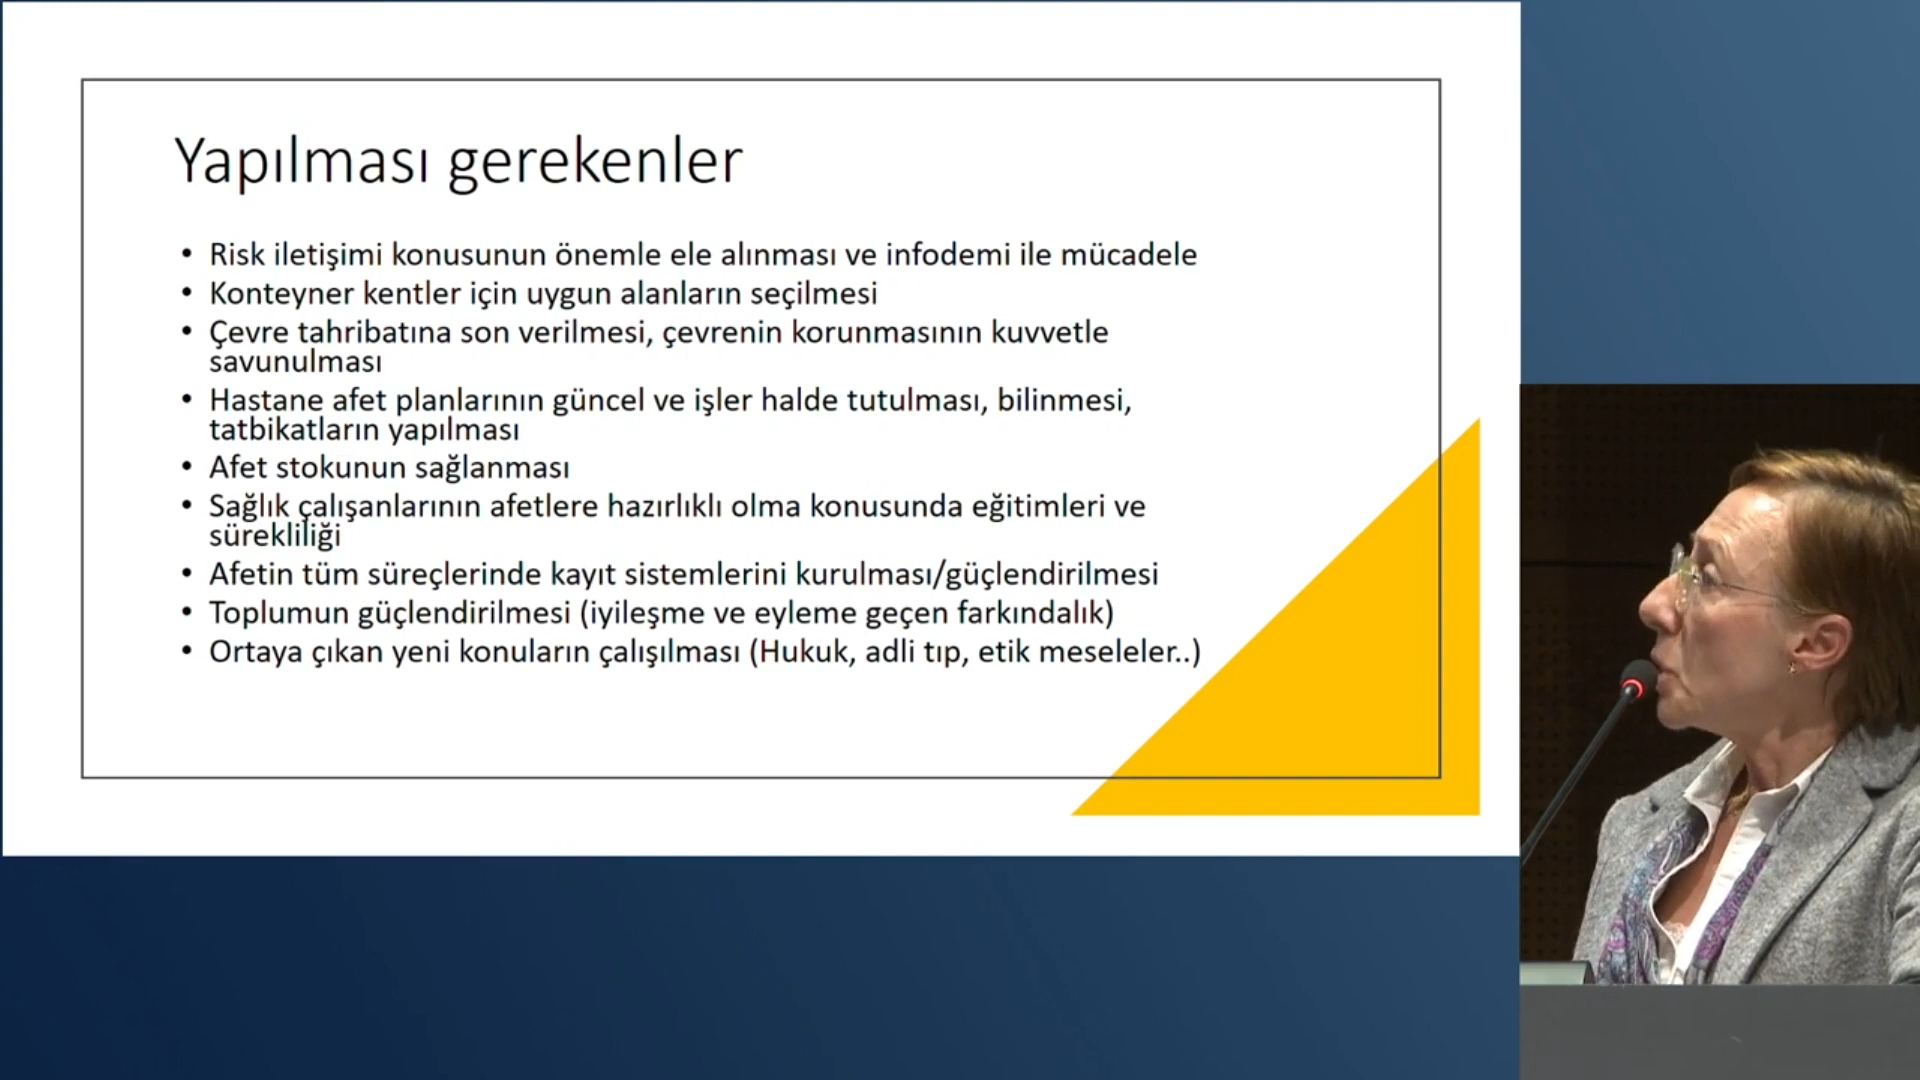 Yapılması gerekenler
• Risk iletişimi konusunun önemle ele alınması ve infodemi ile mücadele
• Konteyner kentler için uygun alanların seçilmesi
• Çevre tahribatına son verilmesi, çevrenin korunmasının kuvvetle
savunulması
• Hastane afet planlarının güncel ve işler halde tutulması, bilinmesi,
tatbikatların yapılması
• Afet stokunun sağlanması
• Sağlık çalışanlarının afetlere hazırlıklı olma konusunda eğitimleri ve
sürekliliği
• Afetin tüm süreçlerinde kayıt sistemlerini kurulması/güçlendirilmesi
• Toplumun güçlendirilmesi (iyileşme ve eyleme geçen farkındalık)
• Ortaya çıkan yeni konuların çalışılması (Hukuk, adli tıp, etik meseleler..)